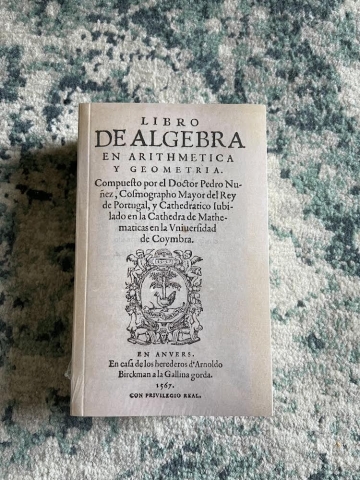 LIBRO
DE ALGEBRA
EN ARITHMETICA
Y GEOMETRIA.
Compuesto por el Doctor Pedro Nu-
ñez, Cosmographo Mayor del Rey
de Portugal, y Cathedratico Iubi-
lado en la Cathedra de Mathe-
maticas en la Vniuersidad
de Coymbra.
EN ANVERS.
En casa de los herederos d'Arnoldo
Birckman a la Gallina gorda.
1567.
CON PRIVILEGIO REAL.